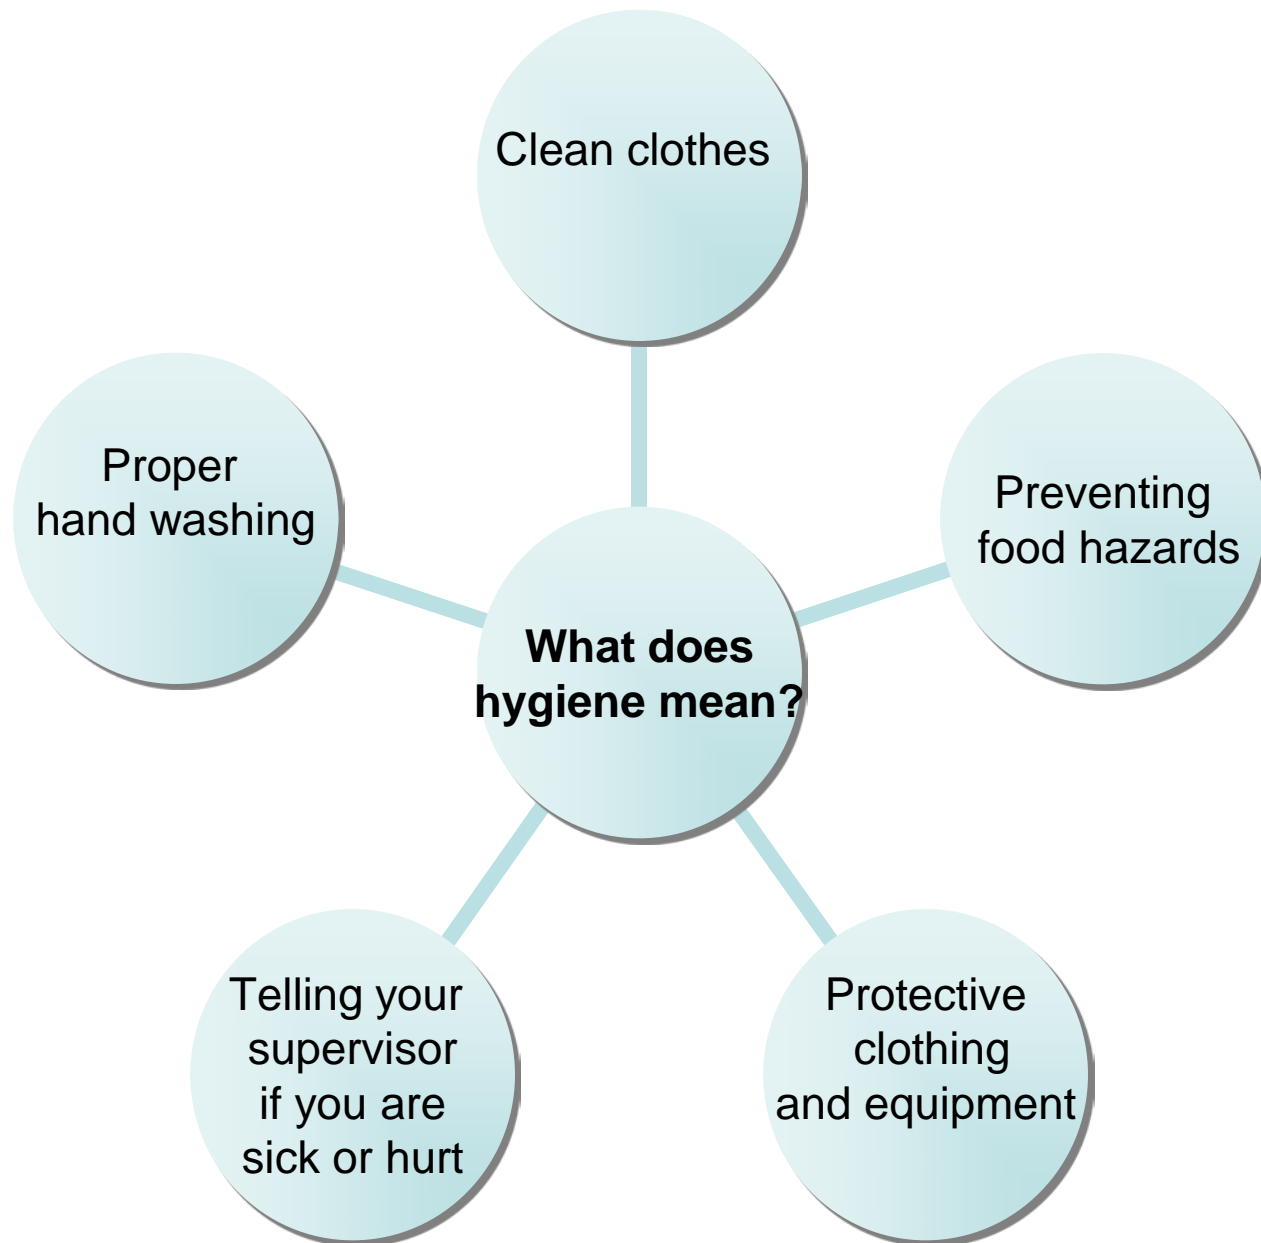 Clean clothes
Proper
hand washing
Preventing
food hazards
What does
hygiene mean?
Telling your
supervisor
if you are
sick or hurt
Protective
clothing
and equipment